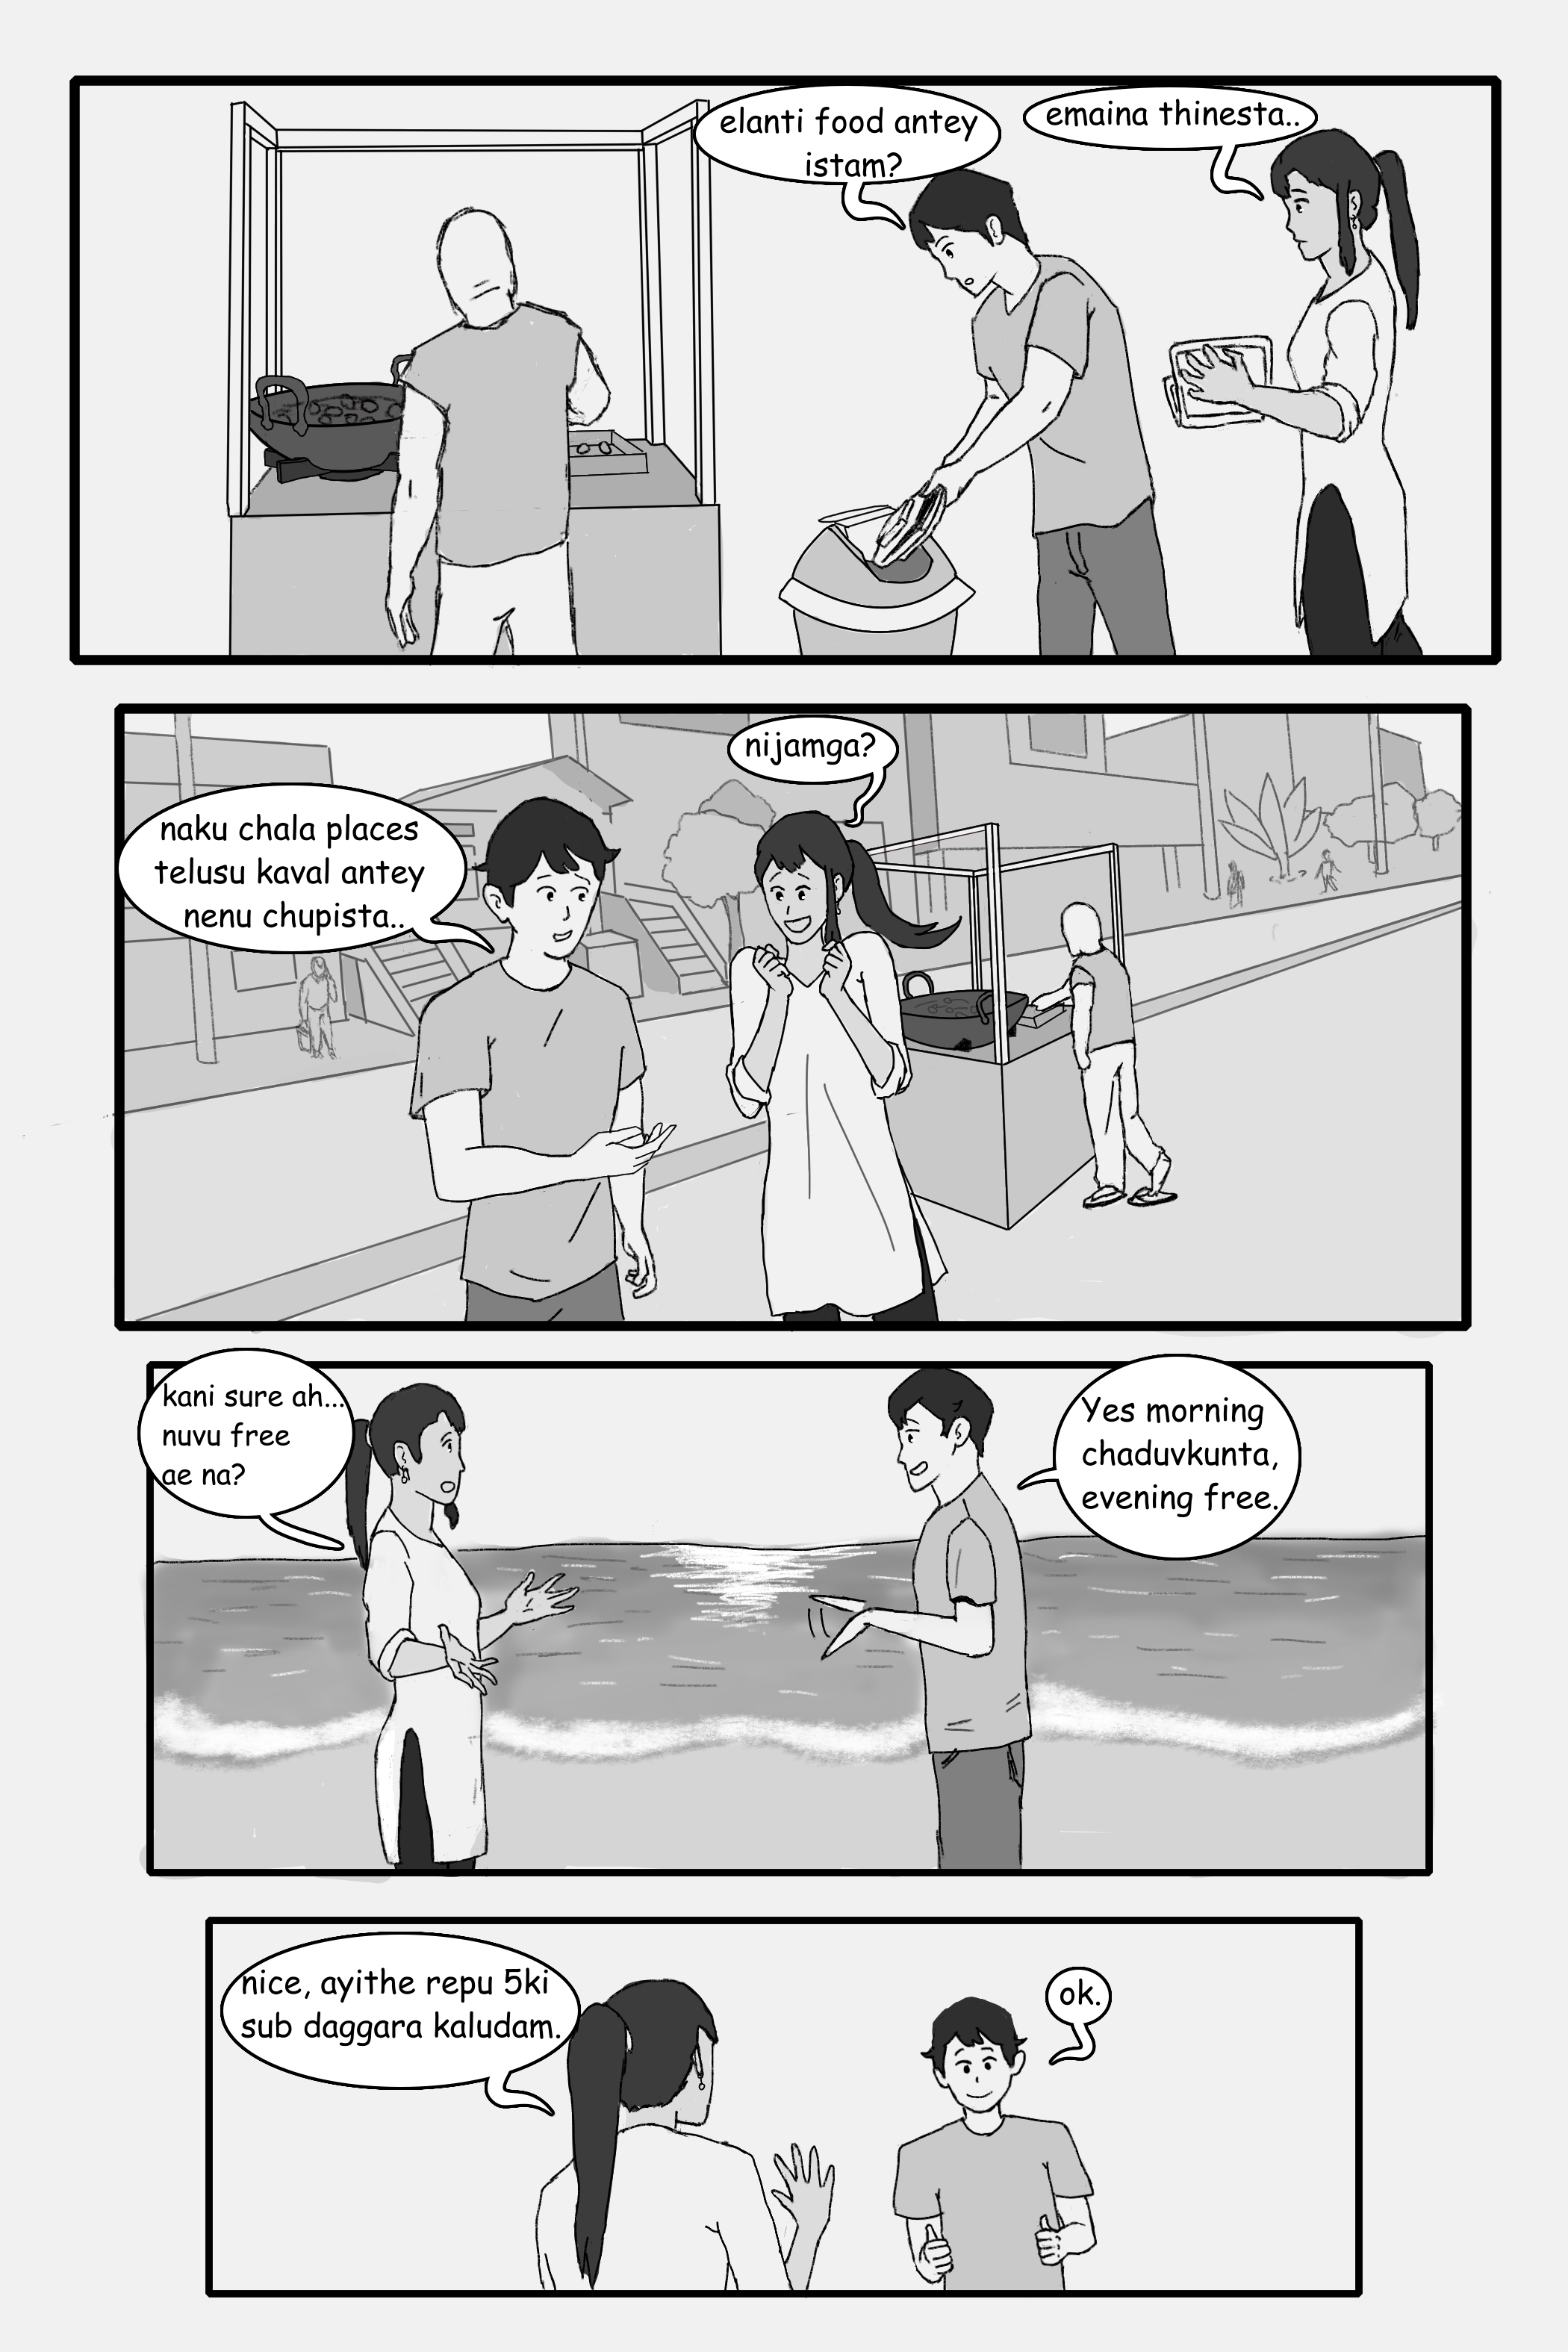 elanti food antey
istam?
emaina thinesta..
naku chala places
telusu kaval antey
nenu chupista..
nijamga?
kani sure ah...
nuvu free
ae na?
Yes morning
chaduvkunta,
evening free.
nice, ayithe repu 5ki
sub daggara kaludam.
ok.